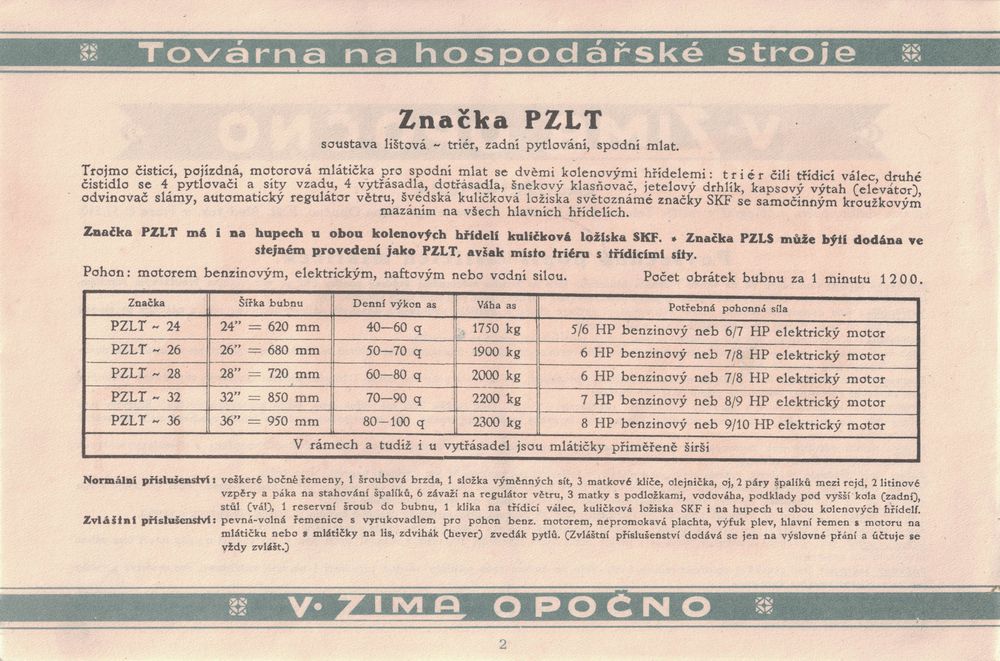 Továrna na hospodářské stroje
Značka PZLT
soustava lištová ~ triér, zadní pytlování, spodní mlat.
Trojmo čisticí, pojízdná, motorová mlátička pro spodní mlat se dvěmi kolenovými hřídelemi: triér čili třídicí válec, druhé
čistidlo se 4 pytlovači a síty vzadu, 4 vytřásadla, dotřásadla, šnekový klasňovač, jetelový drhlík, kapsový výtah (elevátor),
odvinovač slámy, automatický regulátor větru, švédská kuličková ložiska světoznámé značky SKF se samočinným kroužkovým
mazáním na všech hlavních hřídelích.
Značka PZLT má i na hupech u obou kolenových hřídelí kuličková ložiska SKF. • Značka PZLS může býti dodána ve
stejném provedení jako PZLT, avšak místo triéru s třídicími síty.
Pohon: motorem benzinovým, elektrickým, naftovým nebo vodní silou. Počet obrátek bubnu za 1 minutu 1200.
Značka Šířka bubnu Denní výkon as Váha as Potřebná pohonná síla
PZLT ~ 24 24” = 620 mm 40—60 q 1750 kg 5/6 HP benzinový neb 6/7 HP elektrický motor
PZLT ~ 26 26” = 680 mm 50—70 q 1900 kg 6 HP benzinový neb 7/8 HP elektrický motor
PZLT ~ 28 28” = 720 mm 60—80 q 2000 kg 6 HP benzinový neb 7/8 HP elektrický motor
PZLT ~ 32 32” = 850 mm 70—90 q 2200 kg 7 HP benzinový neb 8/9 HP elektrický motor
PZLT ~ 36 36” = 950 mm 80—100 q 2300 kg 8 HP benzinový neb 9/10 HP elektrický motor
V rámech a tudíž i u vytřásadel jsou mlátičky přiměřeně širší
Normální příslušenství: veškeré bočné řemeny, 1 šroubová brzda, 1 složka výměnných sít, 3 matkové klíče, olejnička, oj, 2 páry špalíků mezi rejd, 2 litinové
vzpěry a páka na stahování špalíků, 6 závaží na regulátor větru, 3 matky s podložkami, vodováha, podklady pod vyšší kola (zadní),
stůl (vál), 1 reservní šroub do bubnu, 1 klika na třídicí válec, kuličková ložiska SKF i na hupech u obou kolenových hřídelí.
Zvláštní příslušenství: pevná-volná řemenice s vyrukovadlem pro pohon benz. motorem, nepromokavá plachta, výfuk plev, hlavní řemen s motoru na
mlátičku nebo s mlátičky na lis, zdvihák (hever) zvedák pytlů. (Zvláštní příslušenství dodává se jen na výslovné přání a účtuje se
vždy zvlášt.)
V. ZIMA OPOČNO
2